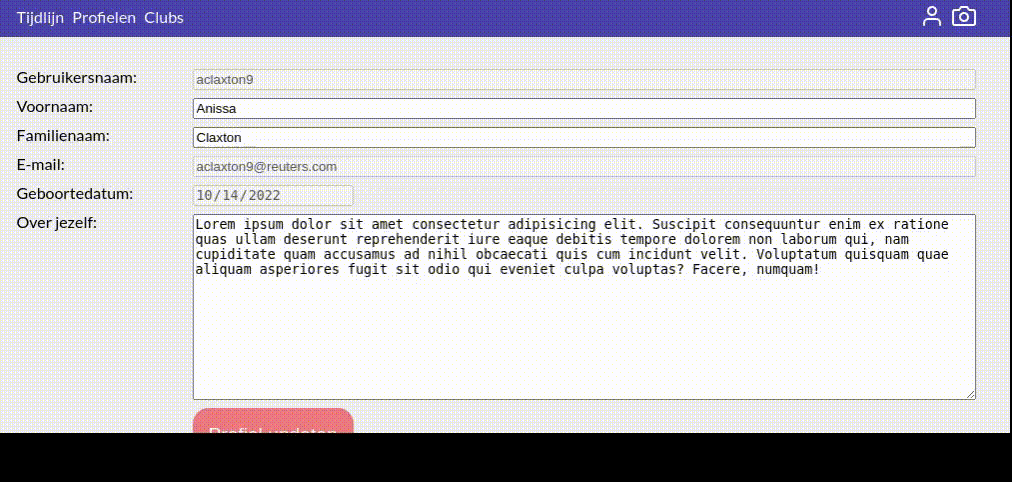 Tijdlijn Profielen Clubs
Gebruikersnaam: aclaxton9
Voornaam: Anissa
Familienaam: Claxton
E-mail: aclaxton9@reuters.com
Geboortedatum: 10/14/2022
Over jezelf: Lorem ipsum dolor sit amet consectetur adipisicing elit. Suscipit consequuntur enim ex ratione
quas ullam deserunt reprehenderit iure eaque debitis tempore dolorem non laborum qui, nam
cupiditate quam accusamus ad nihil obcaecati quis cum incidunt velit. Voluptatum quisquam quae
aliquam asperiores fugit sit odio qui eveniet culpa voluptas? Facere, numquam!
Profiel updaten